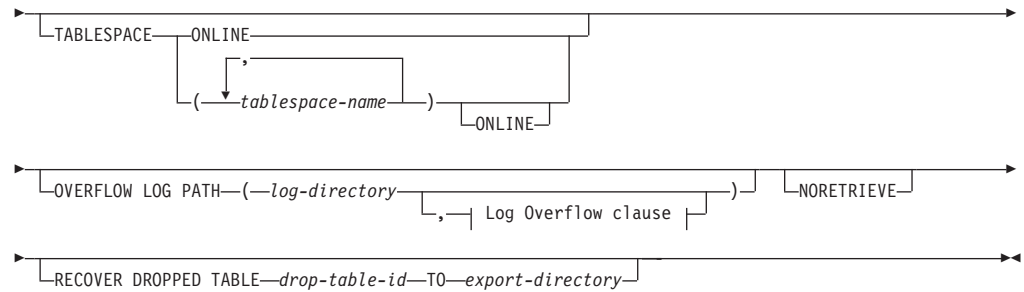 TABLESPACE ONLINE
,
( tablespace-name )
ONLINE
OVERFLOW LOG PATH ( log-directory )
, Log Overflow clause
NORETRIEVE
RECOVER DROPPED TABLE drop-table-id TO export-directory